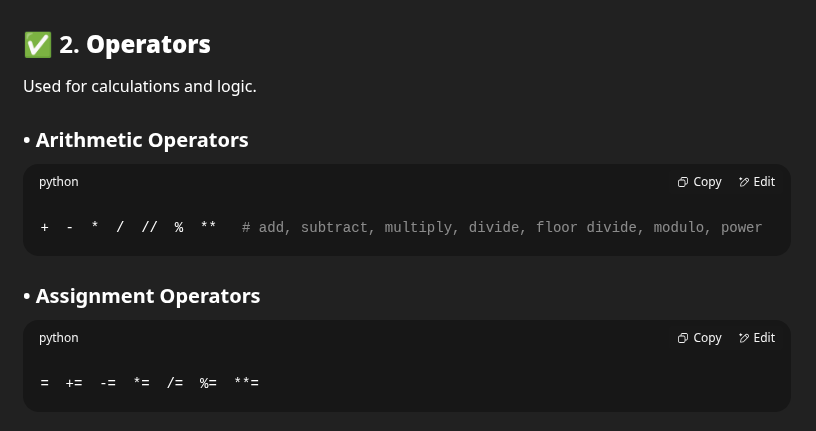 ✅ 2. Operators
Used for calculations and logic.
• Arithmetic Operators
python Copy Edit
+ - * / // % ** # add, subtract, multiply, divide, floor divide, modulo, power
• Assignment Operators
python Copy Edit
= += -= *= /= %= **=